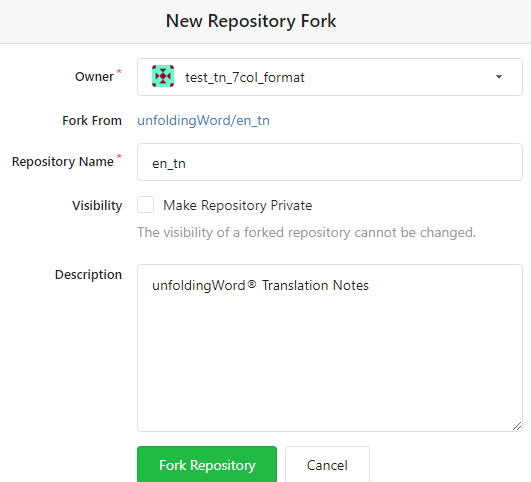 New Repository Fork
Owner* test_tn_7col_format
Fork From unfoldingWord/en_tn
Repository Name* en_tn
Visibility Make Repository Private
The visibility of a forked repository cannot be changed.
Description unfoldingWord® Translation Notes
Fork Repository Cancel